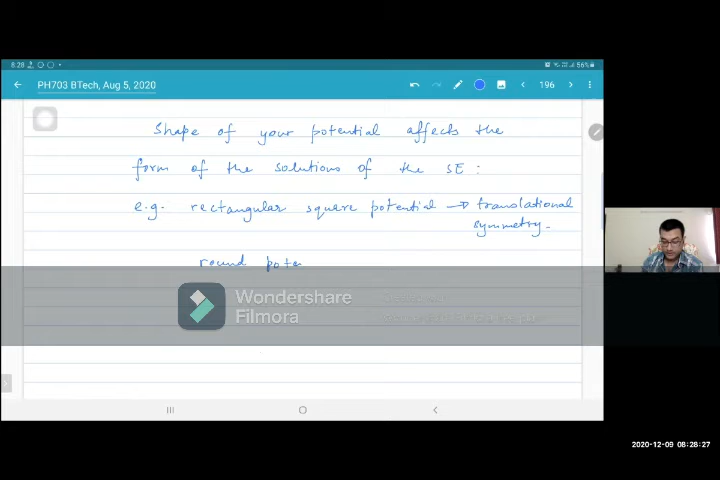 8.28
56%
PH703 BTech, Aug 5, 2020
196
Shape of your potential affects the
form of the solutions of the SE :
e.g. rectangular square potential → translational
symmetry.
round pote
Wondershare
Filmora
2020-12-09 08:28:27